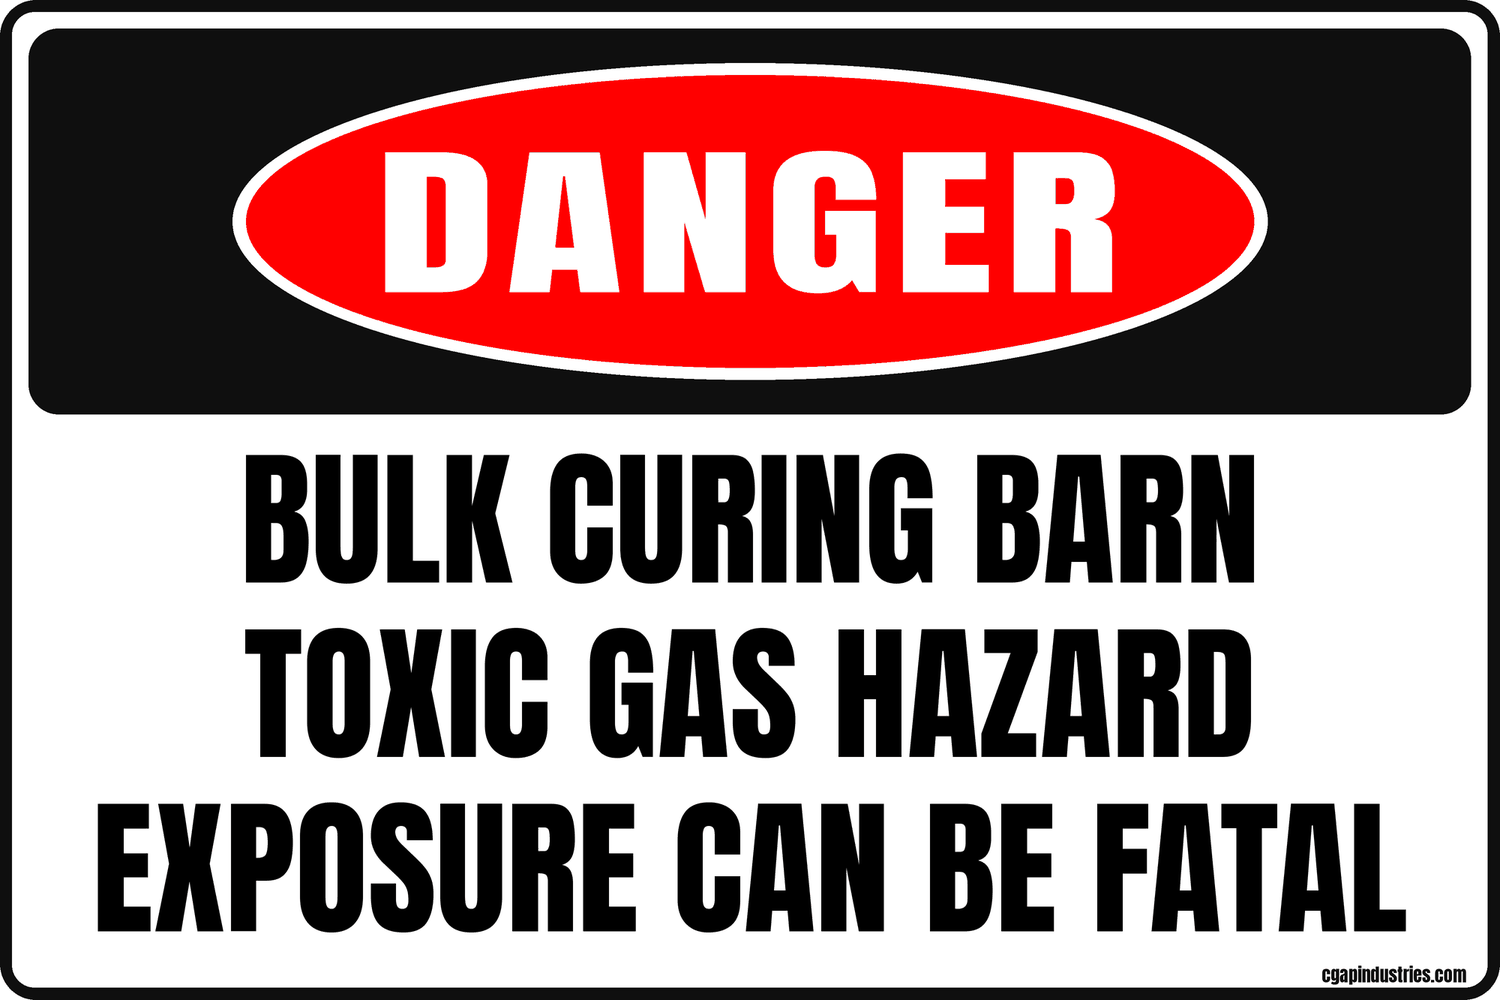 DANGER
BULK CURING BARN
TOXIC GAS HAZARD
EXPOSURE CAN BE FATAL
cgapindustries.com